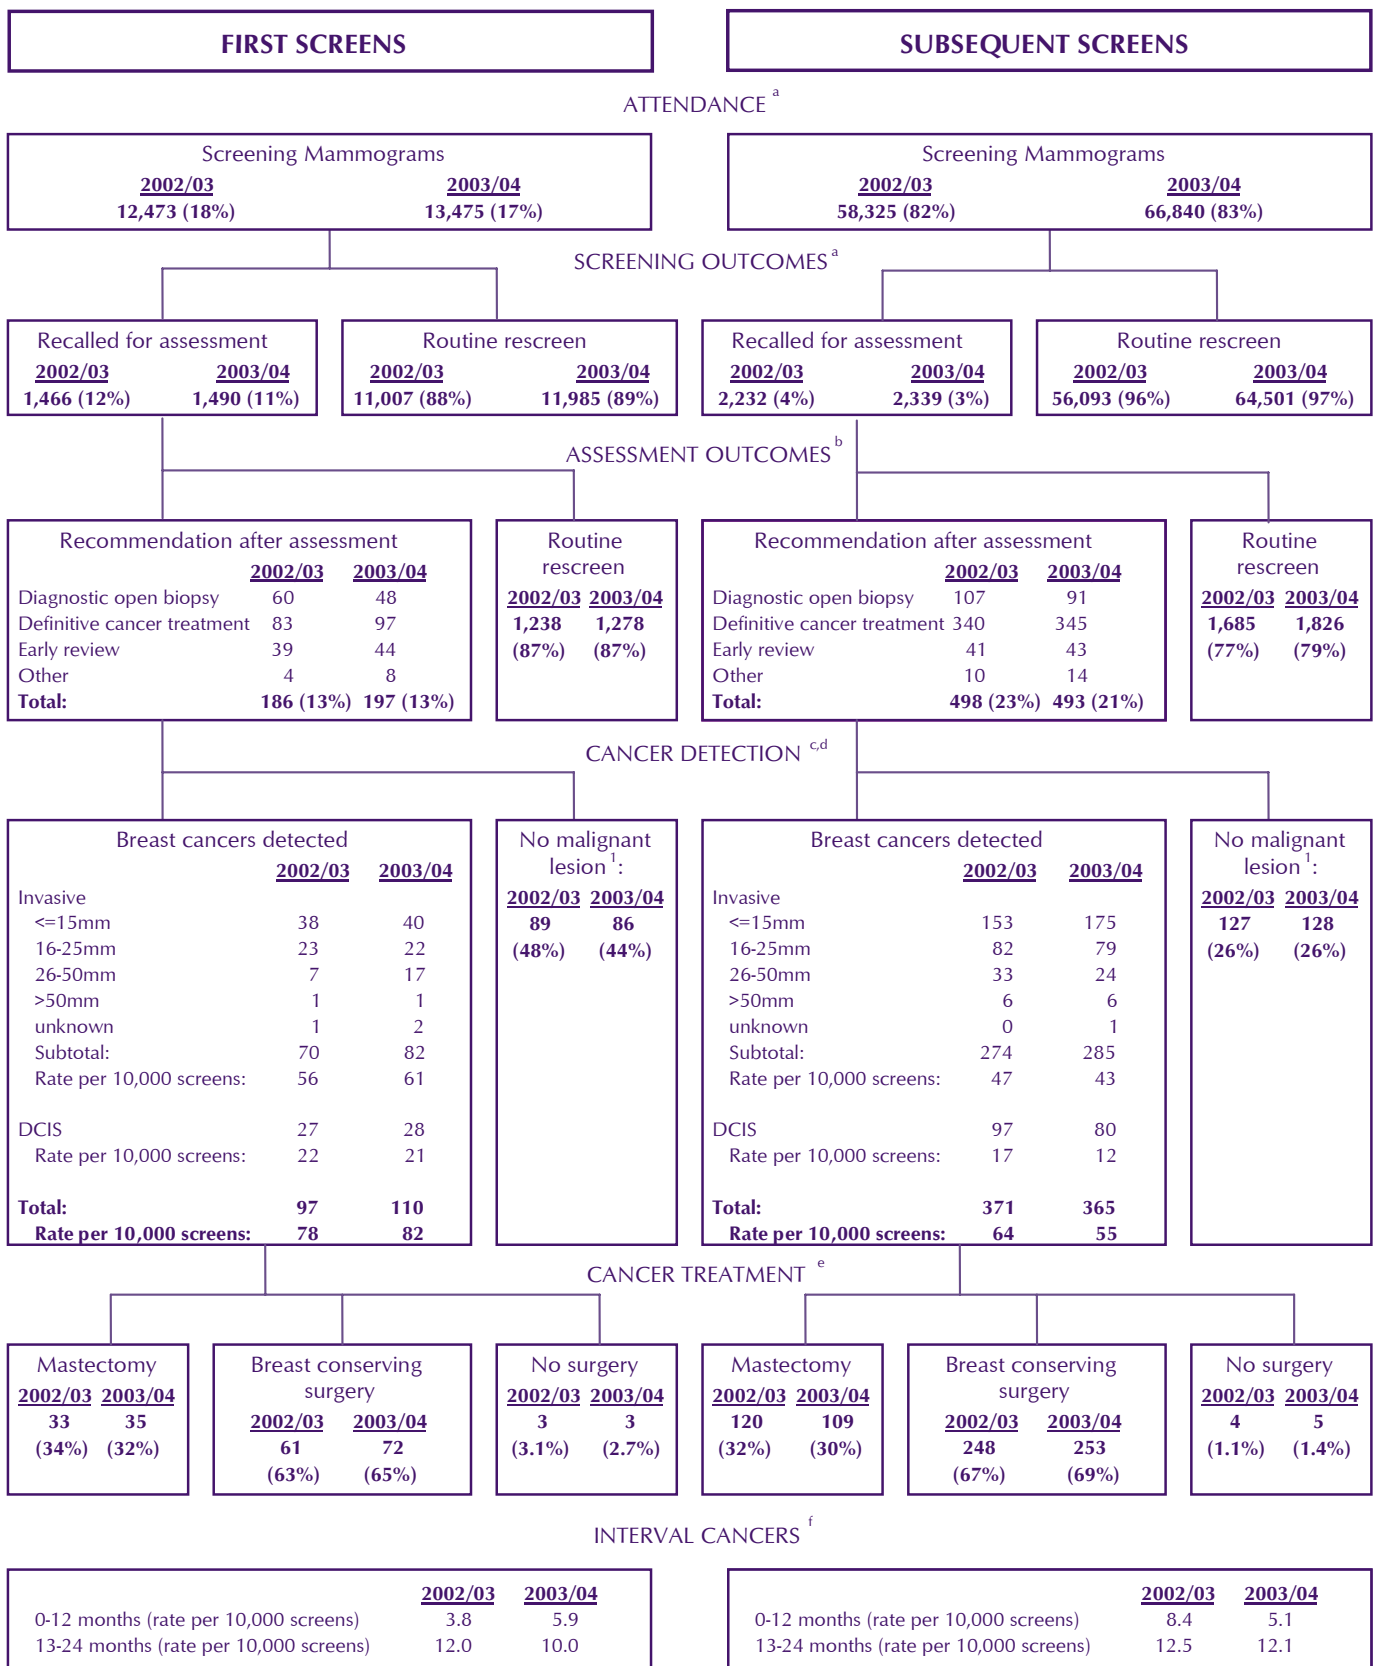 FIRST SCREENS
SUBSEQUENT SCREENS
ATTENDANCE a
Screening Mammograms
2002/03 2003/04
12,473 (18%) 13,475 (17%)
Screening Mammograms
2002/03 2003/04
58,325 (82%) 66,840 (83%)
SCREENING OUTCOMES a
Recalled for assessment
2002/03 2003/04
1,466 (12%) 1,490 (11%)
Routine rescreen
2002/03 2003/04
11,007 (88%) 11,985 (89%)
Recalled for assessment
2002/03 2003/04
2,232 (4%) 2,339 (3%)
Routine rescreen
2002/03 2003/04
56,093 (96%) 64,501 (97%)
ASSESSMENT OUTCOMES b
Recommendation after assessment
2002/03 2003/04
Diagnostic open biopsy 60 48
Definitive cancer treatment 83 97
Early review 39 44
Other 4 8
Total: 186 (13%) 197 (13%)
Routine
rescreen
2002/03 2003/04
1,238 1,278
(87%) (87%)
Recommendation after assessment
2002/03 2003/04
Diagnostic open biopsy 107 91
Definitive cancer treatment 340 345
Early review 41 43
Other 10 14
Total: 498 (23%) 493 (21%)
Routine
rescreen
2002/03 2003/04
1,685 1,826
(77%) (79%)
CANCER DETECTION c,d
Breast cancers detected
2002/03 2003/04
Invasive
<=15mm 38 40
16-25mm 23 22
26-50mm 7 17
>50mm 1 1
unknown 1 2
Subtotal: 70 82
Rate per 10,000 screens: 56 61
DCIS 27 28
Rate per 10,000 screens: 22 21
Total: 97 110
Rate per 10,000 screens: 78 82
No malignant
lesion 1:
2002/03 2003/04
89 86
(48%) (44%)
Breast cancers detected
2002/03 2003/04
Invasive
<=15mm 153 175
16-25mm 82 79
26-50mm 33 24
>50mm 6 6
unknown 0 1
Subtotal: 274 285
Rate per 10,000 screens: 47 43
DCIS 97 80
Rate per 10,000 screens: 17 12
Total: 371 365
Rate per 10,000 screens: 64 55
No malignant
lesion 1:
2002/03 2003/04
127 128
(26%) (26%)
CANCER TREATMENT e
Mastectomy
2002/03 2003/04
33 35
(34%) (32%)
Breast conserving
surgery
2002/03 2003/04
61 72
(63%) (65%)
No surgery
2002/03 2003/04
3 3
(3.1%) (2.7%)
Mastectomy
2002/03 2003/04
120 109
(32%) (30%)
Breast conserving
surgery
2002/03 2003/04
248 253
(67%) (69%)
No surgery
2002/03 2003/04
4 5
(1.1%) (1.4%)
INTERVAL CANCERS f
2002/03 2003/04
0-12 months (rate per 10,000 screens) 3.8 5.9
13-24 months (rate per 10,000 screens) 12.0 10.0
2002/03 2003/04
0-12 months (rate per 10,000 screens) 8.4 5.1
13-24 months (rate per 10,000 screens) 12.5 12.1